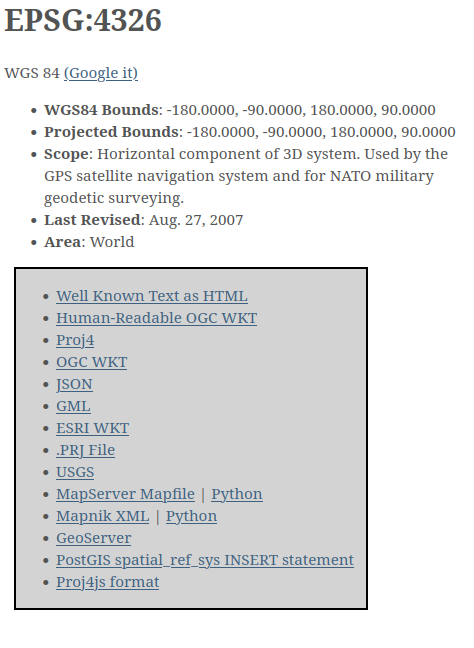 EPSG:4326
WGS 84 (Google it)
• WGS84 Bounds: -180.0000, -90.0000, 180.0000, 90.0000
• Projected Bounds: -180.0000, -90.0000, 180.0000, 90.0000
• Scope: Horizontal component of 3D system. Used by the
GPS satellite navigation system and for NATO military
geodetic surveying.
• Last Revised: Aug. 27, 2007
• Area: World
• Well Known Text as HTML
• Human-Readable OGC WKT
• Proj4
• OGC WKT
• JSON
• GML
• ESRI WKT
• .PRJ File
• USGS
• MapServer Mapfile | Python
• Mapnik XML | Python
• GeoServer
• PostGIS spatial_ref_sys INSERT statement
• Proj4js format